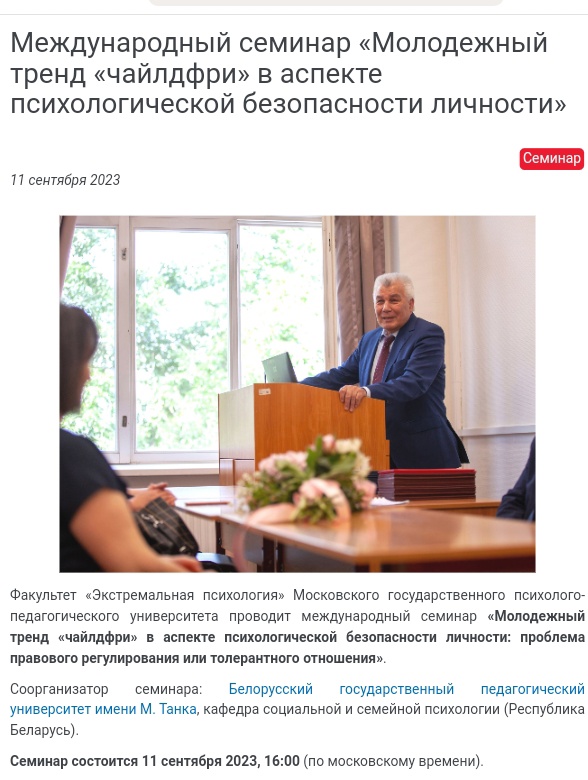 Международный семинар «Молодежный
тренд «чайлдфри» в аспекте
психологической безопасности личности»
Семинар
11 сентября 2023
Факультет «Экстремальная психология» Московского государственного психолого-
педагогического университета проводит международный семинар «Молодежный
тренд «чайлдфри» в аспекте психологической безопасности личности: проблема
правового регулирования или толерантного отношения».
Соорганизатор семинара: Белорусский государственный педагогический
университет имени М. Танка, кафедра социальной и семейной психологии (Республика
Беларусь).
Семинар состоится 11 сентября 2023, 16:00 (по московскому времени).